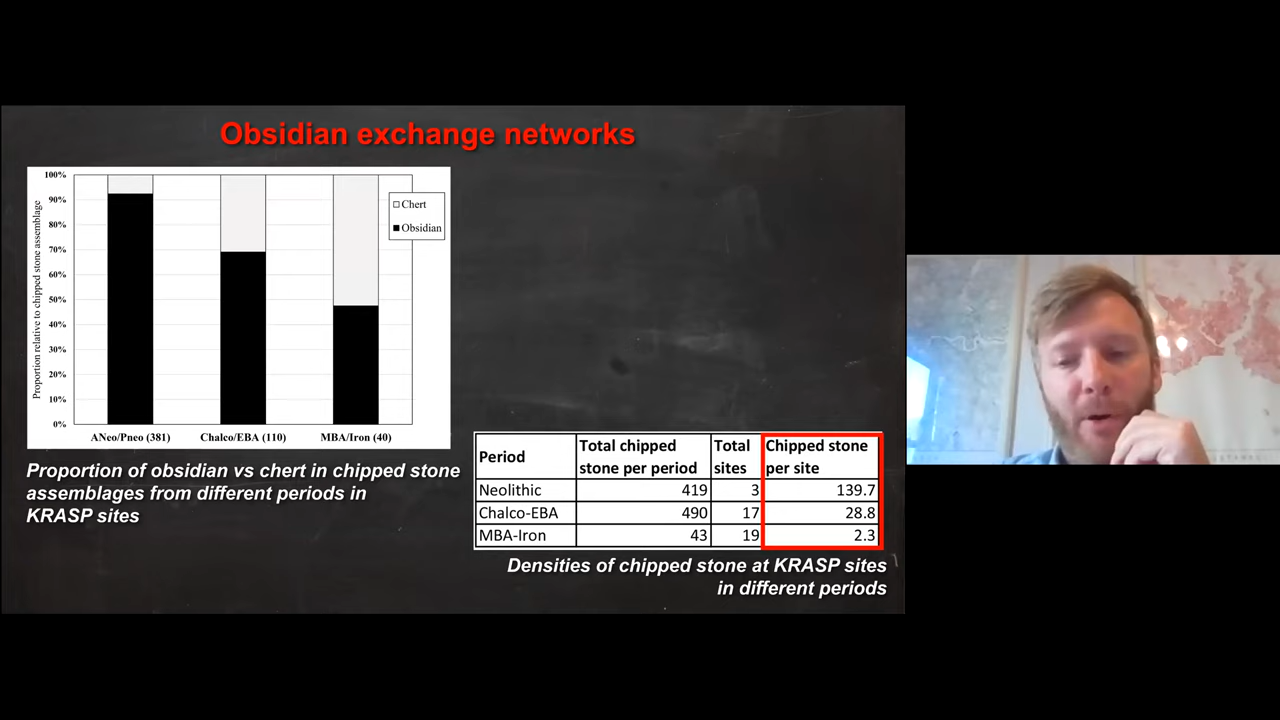 Obsidian exchange networks
Proportion relative to chipped stone assemblage
100%
90%
80%
70%
60%
50%
40%
30%
20%
10%
0%
Chert
Obsidian
ANeo/Pneo (381) Chalco/EBA (110) MBA/Iron (40)
Proportion of obsidian vs chert in chipped stone
assemblages from different periods in
KRASP sites
Period Total chipped stone per period Total sites Chipped stone per site
Neolithic 419 3 139.7
Chalco-EBA 490 17 28.8
MBA-Iron 43 19 2.3
Densities of chipped stone at KRASP sites
in different periods